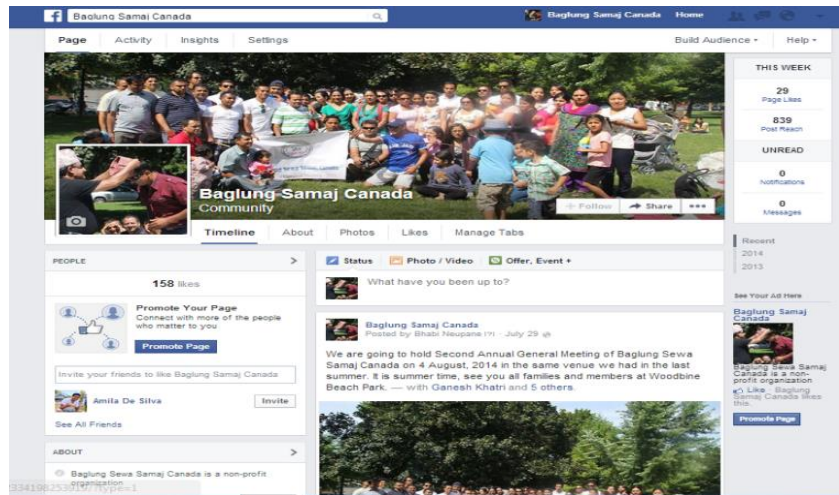 Baglung Samaj Canada
Baglung Samaj Canada Home
Page Activity Insights Settings
Build Audience Help
THIS WEEK
29
Page Likes
839
Post Reach
UNREAD
0
Notifications
0
Messages
Recent
2014
2013
See Your Ad Here
Baglung Samaj
Canada
Baglung Sewa Samaj
Canada is a non-
profit organization
Like · Baglung
Samaj Canada likes
this.
Promote Page
Baglung Samaj Canada
Community
+ Follow Share •••
Timeline About Photos Likes Manage Tabs
PEOPLE >
158 likes
Promote Your Page
Connect with more of the people
who matter to you
Promote Page
Invite your friends to like Baglung Samaj Canada
Amila De Silva Invite
See All Friends
ABOUT >
Baglung Sewa Samaj Canada is a non-profit
organization
Status Photo / Video Offer, Event +
What have you been up to?
Baglung Samaj Canada
Posted by Bhabi Neupane [?] · July 29
We are going to hold Second Annual General Meeting of Baglung Sewa
Samaj Canada on 4 August, 2014 in the same venue we had in the last
summer. It is summer time, see you all families and members at Woodbine
Beach Park. — with Ganesh Khatri and 5 others.